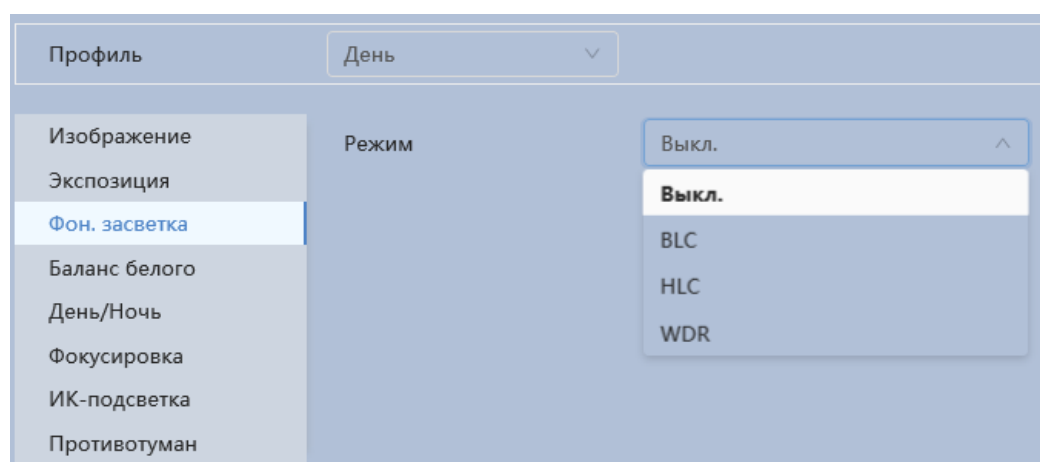 Профиль
День
Изображение
Экспозиция
Фон. засветка
Баланс белого
День/Ночь
Фокусировка
ИК-подсветка
Противотуман
Режим
Выкл.
Выкл.
BLC
HLC
WDR